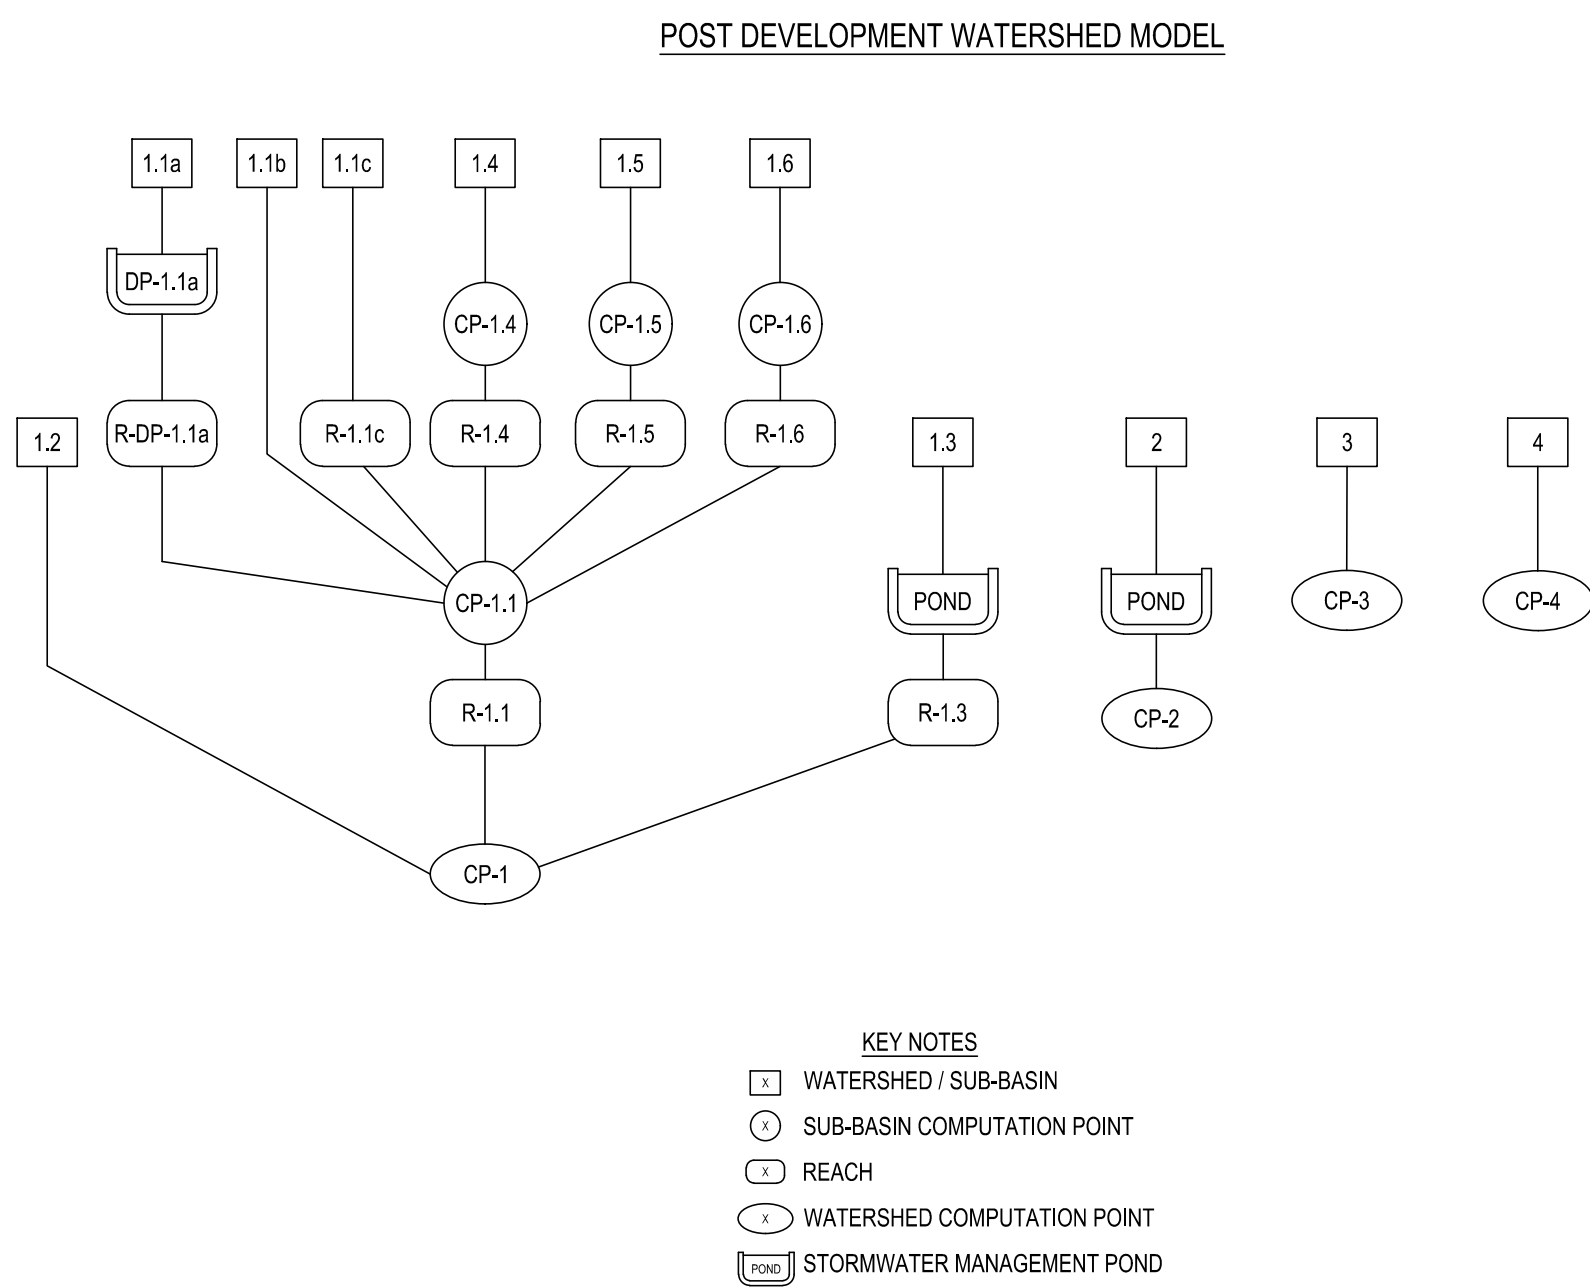 POST DEVELOPMENT WATERSHED MODEL
1.1a 1.1b 1.1c 1.4 1.5 1.6
DP-1.1a
CP-1.4 CP-1.5 CP-1.6
1.2 R-DP-1.1a R-1.1c R-1.4 R-1.5 R-1.6 1.3 2 3 4
CP-1.1 POND POND CP-3 CP-4
R-1.1 R-1.3 CP-2
CP-1
KEY NOTES
X WATERSHED / SUB-BASIN
X SUB-BASIN COMPUTATION POINT
X REACH
X WATERSHED COMPUTATION POINT
POND STORMWATER MANAGEMENT POND